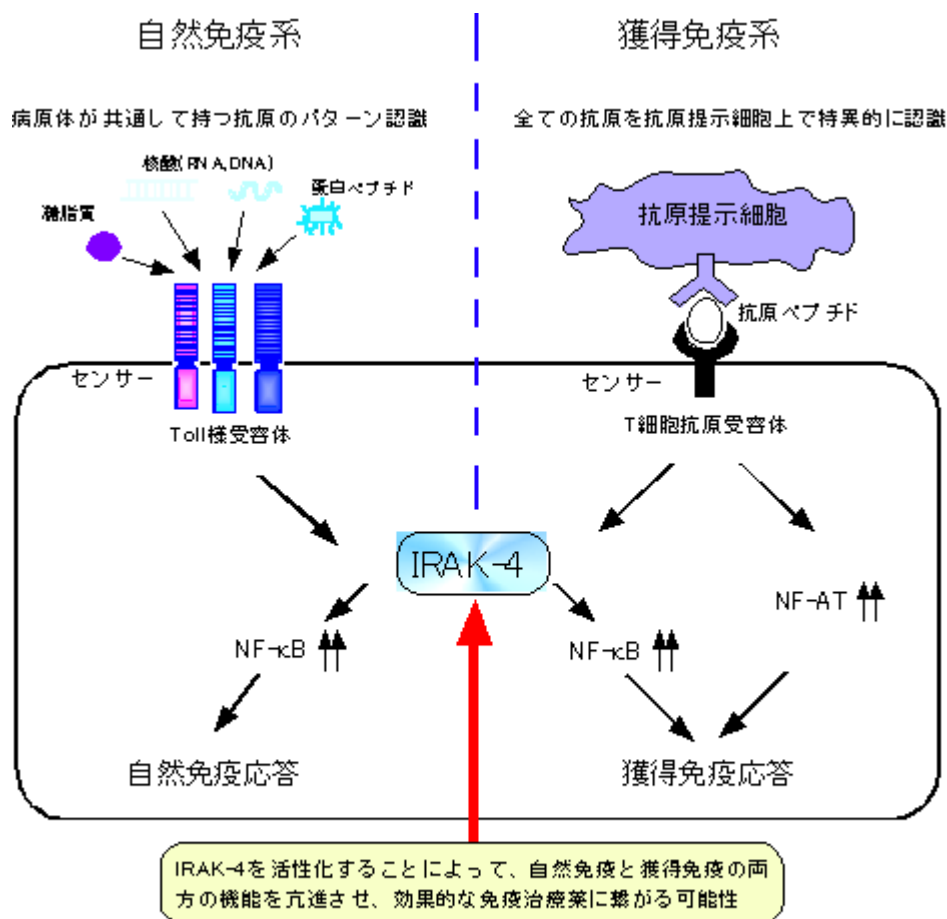 自然免疫系
獲得免疫系
病原体が共通して持つ抗原のパターン認識
全ての抗原を抗原提示細胞上で特異的に認識
核酸(RNA,DNA)
蛋白ペプチド
糖脂質
抗原提示細胞
抗原ペプチド
センサー
センサー
Toll様受容体
T細胞抗原受容体
IRAK-4
NF-AT
NF-κB
NF-κB
自然免疫応答
獲得免疫応答
IRAK-4を活性化することによって、自然免疫と獲得免疫の両
方の機能を亢進させ、効果的な免疫治療薬に繋がる可能性